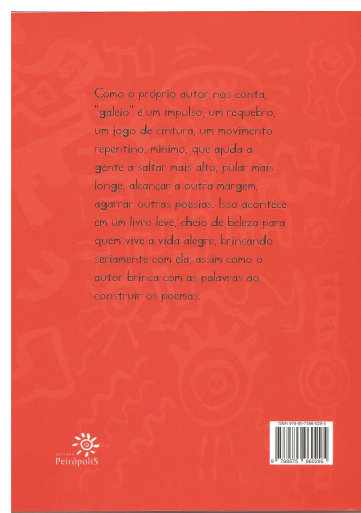 Como o próprio autor nos conta,
"galeio" é um impulso, um requebro,
um jogo de cintura, um movimento
repentino, mínimo, que ajuda a
gente a saltar mais alto, pular mais
longe, alcançar a outra margem,
agarrar outras poesias. Isso acontece
em um livro leve, cheio de beleza para
quem vive a vida alegre, brincando
seriamente com ela, assim como o
autor brinca com as palavras ao
construir os poemas.
Peirópolis